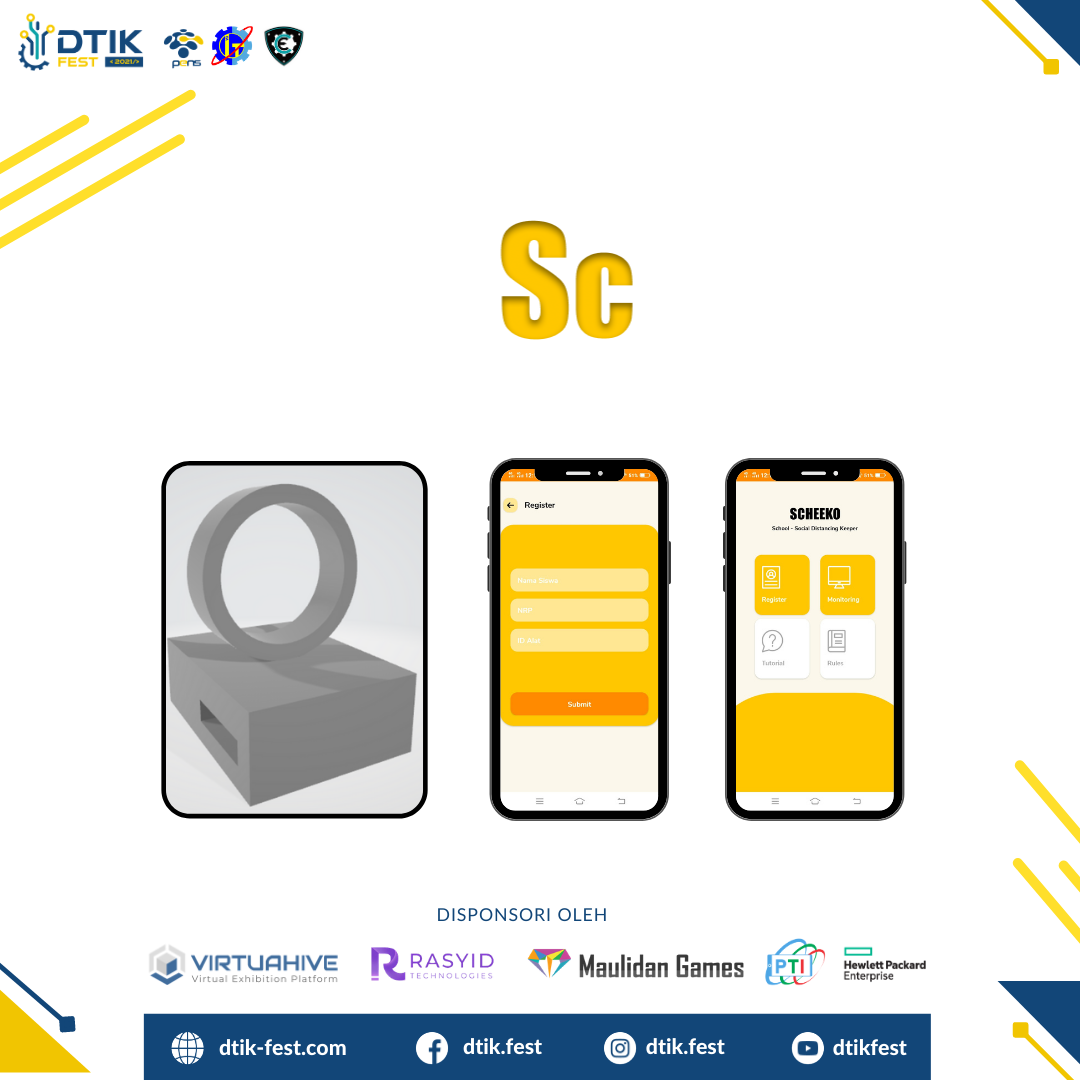 DTIK
FEST <2021/>
pens
IT
E
Sc
Register
Nama Siswa
NRP
ID Alat
Submit
SCHEEKO
School - Social Distancing Keeper
Register
Monitoring
Tutorial
Rules
DISPONSORI OLEH
VIRTUAHIVE
Virtual Exhibition Platform
RASYID
TECHNOLOGIES
Maulidan Games
PTI
Hewlett Packard
Enterprise
dtik-fest.com
dtik.fest
dtik.fest
dtikfest